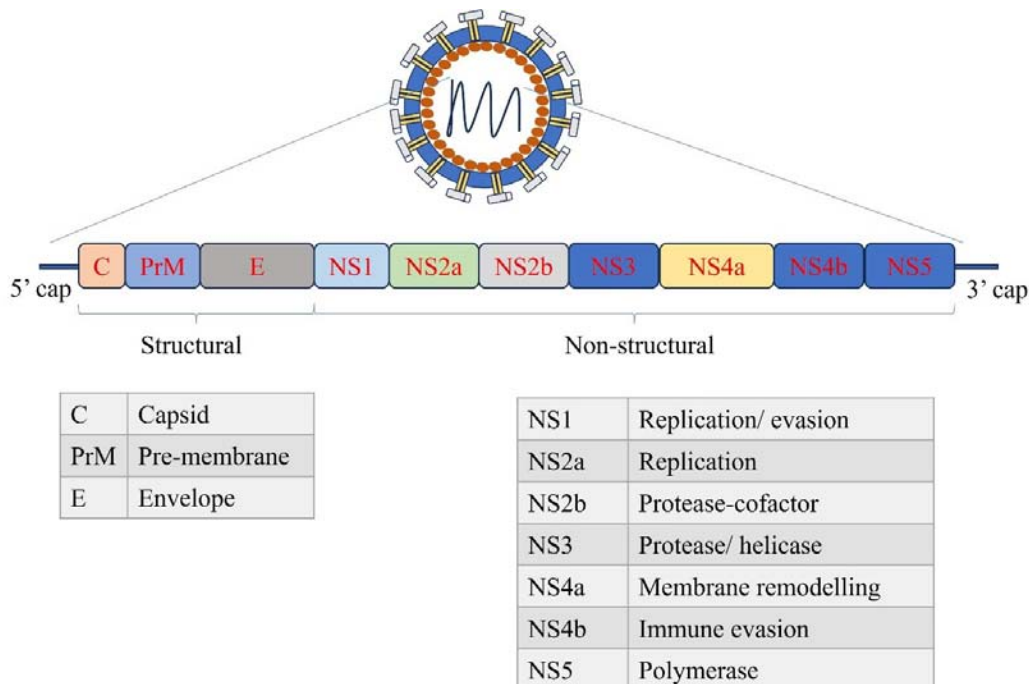 C PrM E NS1 NS2a NS2b NS3 NS4a NS4b NS5
5’ cap 3’ cap
Structural Non-structural
C Capsid
PrM Pre-membrane
E Envelope
NS1 Replication/ evasion
NS2a Replication
NS2b Protease-cofactor
NS3 Protease/ helicase
NS4a Membrane remodelling
NS4b Immune evasion
NS5 Polymerase